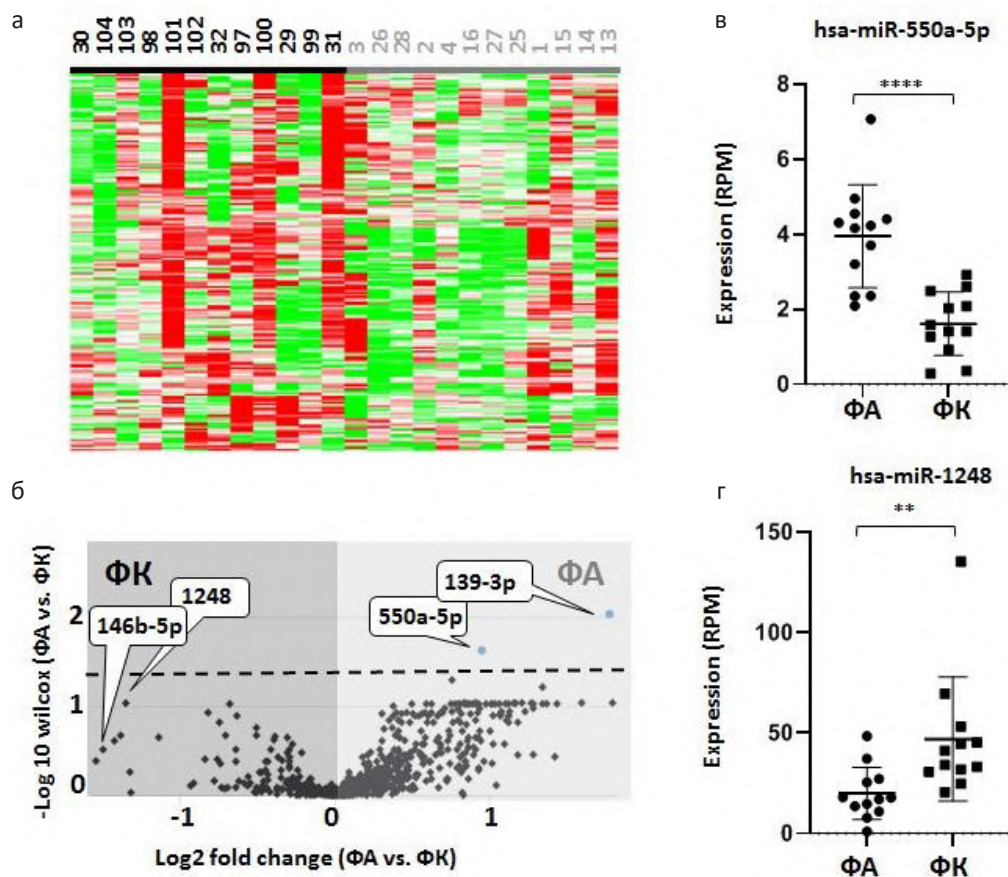 а
30 104 103 98 101 102 32 97 100 29 99 31 3 26 28 2 4 16 27 25 1 15 14 13
б
-Log 10 wilcox (ФА vs. ФК)
2
1
0
ФК
ФА
1248
146b-5p
139-3p
550a-5p
-1
0
1
Log2 fold change (ФА vs. ФК)
в
hsa-miR-550a-5p
****
Expression (RPM)
8
6
4
2
0
ФА
ФК
г
hsa-miR-1248
**
Expression (RPM)
150
100
50
0
ФА
ФК